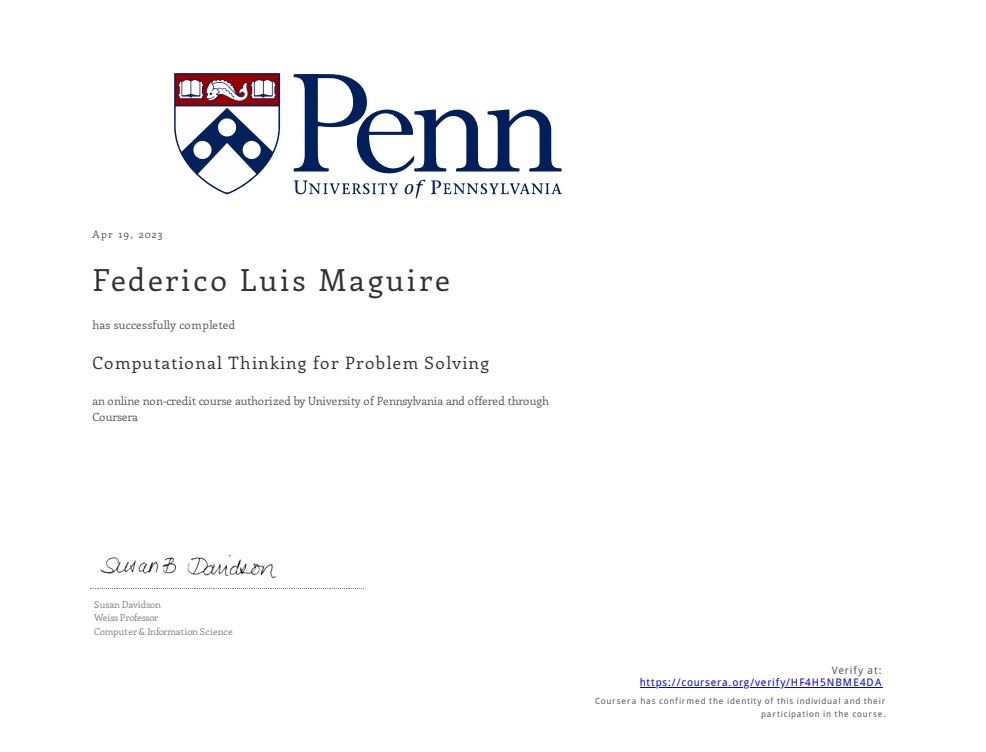 Penn
UNIVERSITY of PENNSYLVANIA
Apr 19, 2023
Federico Luis Maguire
has successfully completed
Computational Thinking for Problem Solving
an online non-credit course authorized by University of Pennsylvania and offered through
Coursera
Susan B Davidson
Susan Davidson
Weiss Professor
Computer & Information Science
Verify at:
https://coursera.org/verify/HF4H5NBME4DA
Coursera has confirmed the identity of this individual and their
participation in the course.